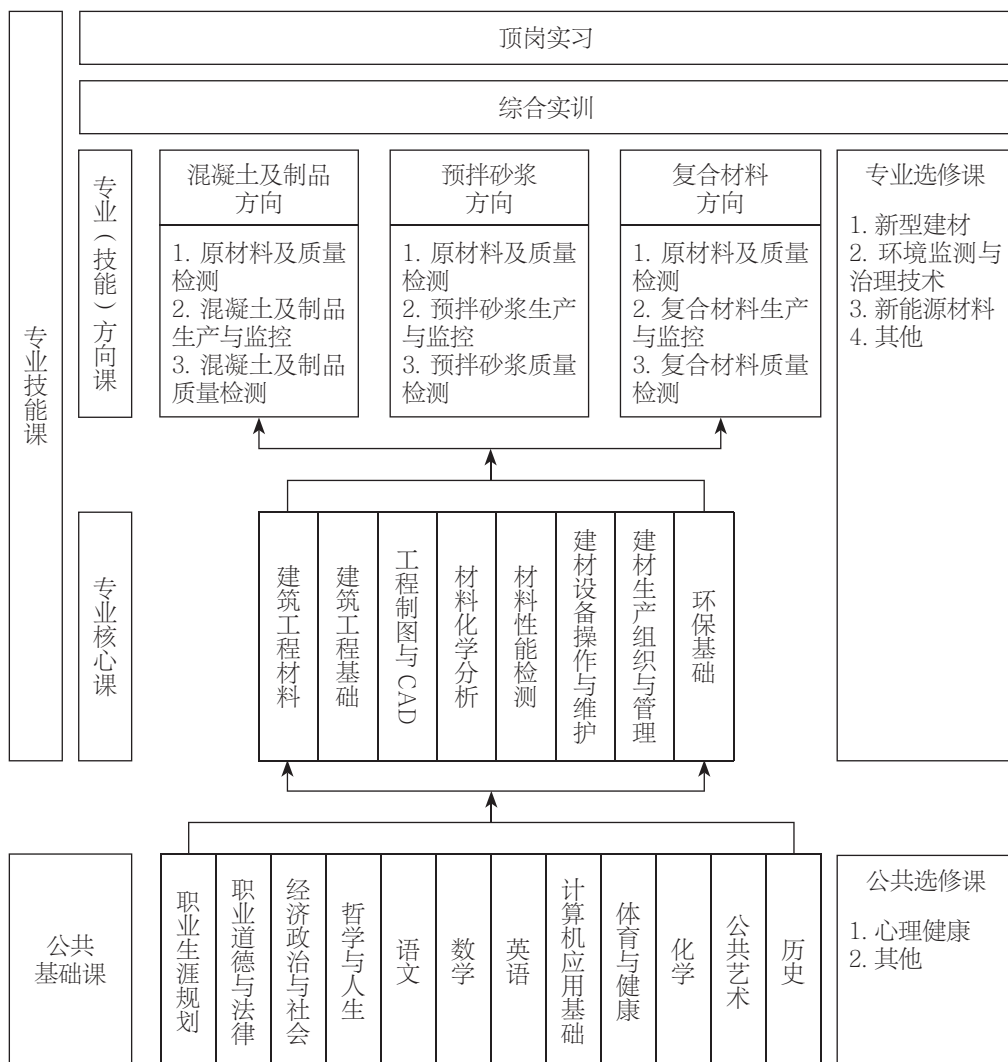 顶岗实习
综合实训
专业技能课
专业（技能）方向课
混凝土及制品
方向
1. 原材料及质量
检测
2. 混凝土及制品
生产与监控
3. 混凝土及制品
质量检测
预拌砂浆
方向
1. 原材料及质量
检测
2. 预拌砂浆生产
与监控
3. 预拌砂浆质量
检测
复合材料
方向
1. 原材料及质量
检测
2. 复合材料生产
与监控
3. 复合材料质量
检测
专业选修课
1. 新型建材
2. 环境监测与
治理技术
3. 新能源材料
4. 其他
专业核心课
建筑工程材料
建筑工程基础
工程制图与 CAD
材料化学分析
材料性能检测
建材设备操作与维护
建材生产组织与管理
环保基础
公共
基础课
职业生涯规划
职业道德与法律
经济政治与社会
哲学与人生
语文
数学
英语
计算机应用基础
体育与健康
化学
公共艺术
历史
公共选修课
1. 心理健康
2. 其他